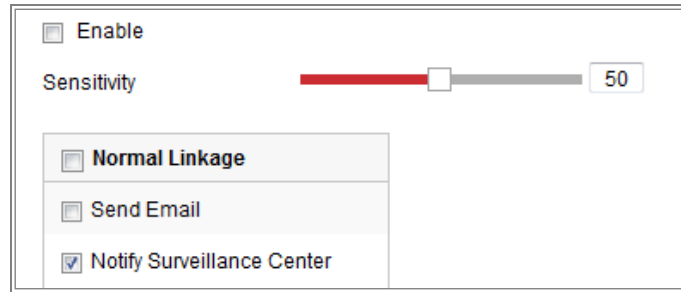 Enable
Sensitivity 50
Normal Linkage
Send Email
Notify Surveillance Center